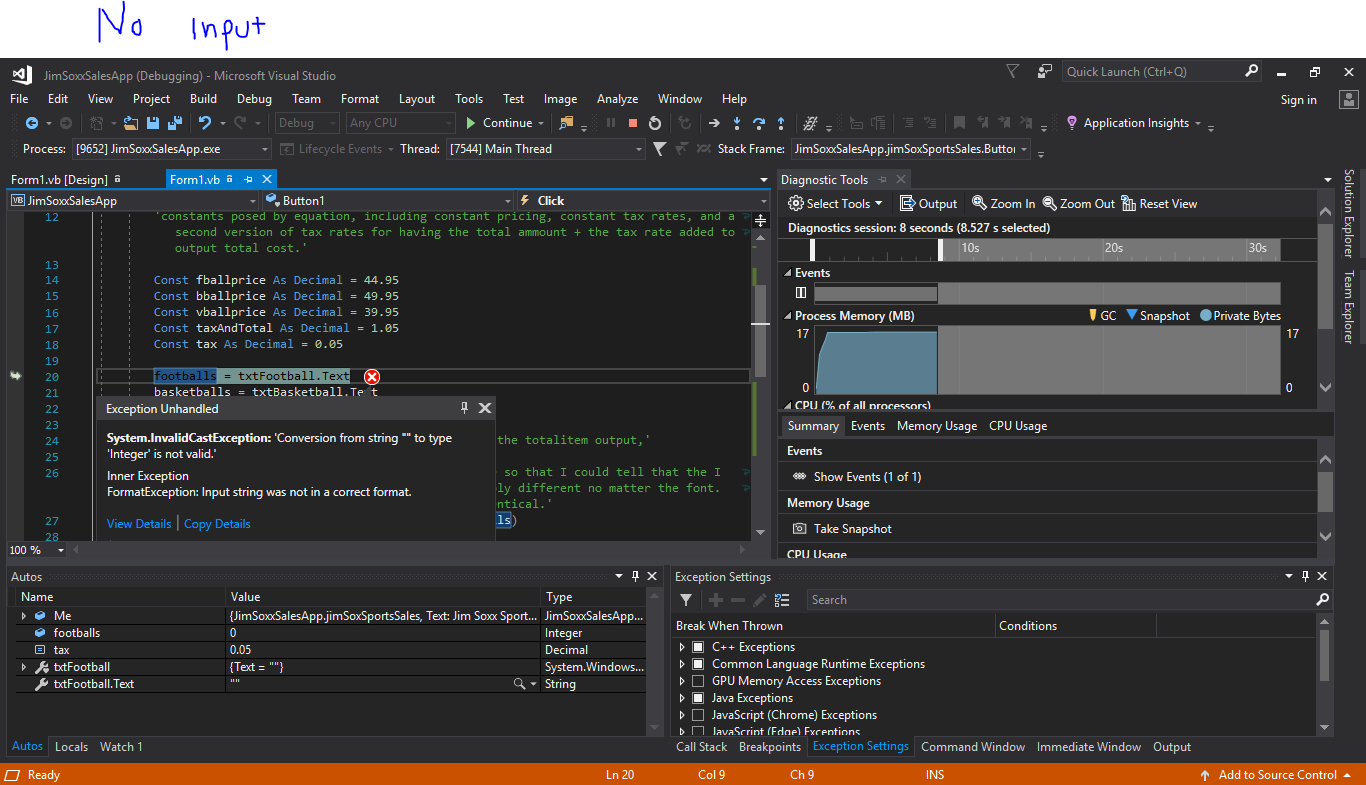 No input
JimSoxxSalesApp (Debugging) - Microsoft Visual Studio
Quick Launch (Ctrl+Q)
File Edit View Project Build Debug Team Format Layout Tools Test Image Analyze Window Help
Sign in
Debug Any CPU Continue Application Insights
Process: [9652] JimSoxxSalesApp.exe Lifecycle Events Thread: [7544] Main Thread Stack Frame: JimSoxxSalesApp.jimSoxSportsSales.Button
Form1.vb [Design] Form1.vb
JimSoxxSalesApp Button1 Click
12 'constants posed by equation, including constant pricing, constant tax rates, and a
second version of tax rates for having the total ammount + the tax rate added to
output total cost.'
13
14 Const fballprice As Decimal = 44.95
15 Const bballprice As Decimal = 49.95
16 Const vballprice As Decimal = 39.95
17 Const taxAndTotal As Decimal = 1.05
18 Const tax As Decimal = 0.05
19
20 footballs = txtFootball.Text
21 basketballs = txtBasketball.Text
22
23
24 the totalitem output,'
25
26 so that I could tell that the I
ly different no matter the font.
ntical.'
27 ls)
28
Exception Unhandled
System.InvalidCastException: 'Conversion from string "" to type
'Integer' is not valid.'
Inner Exception
FormatException: Input string was not in a correct format.
View Details Copy Details
100 %
Diagnostic Tools
Select Tools Output Zoom In Zoom Out Reset View
Diagnostics session: 8 seconds (8.527 s selected)
10s 20s 30s
Events
Process Memory (MB) GC Snapshot Private Bytes
17 17
0 0
CPU (% of all processors)
Summary Events Memory Usage CPU Usage
Events
Show Events (1 of 1)
Memory Usage
Take Snapshot
CPU Usage
Solution Explorer
Team Explorer
Autos
Name Value Type
Me {JimSoxxSalesApp.jimSoxSportsSales, Text: Jim Soxx Sport... JimSoxxSalesApp...
footballs 0 Integer
tax 0.05 Decimal
txtFootball {Text = ""} System.Windows...
txtFootball.Text "" String
Autos Locals Watch 1
Exception Settings
Search
Break When Thrown Conditions
C++ Exceptions
Common Language Runtime Exceptions
GPU Memory Access Exceptions
Java Exceptions
JavaScript (Chrome) Exceptions
JavaScript (Edge) Exceptions
Call Stack Breakpoints Exception Settings Command Window Immediate Window Output
Ready Ln 20 Col 9 Ch 9 INS Add to Source Control